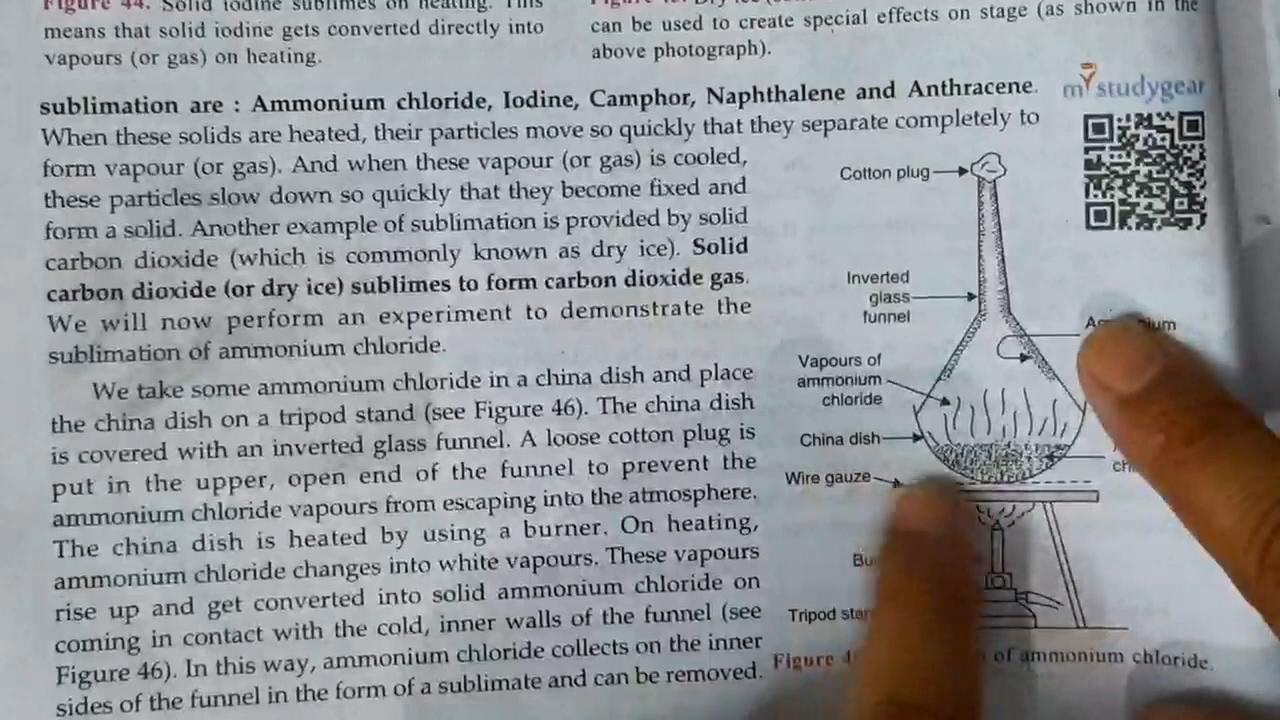 Figure 44. Solid iodine sublimes on heating. This
means that solid iodine gets converted directly into
vapours (or gas) on heating.
can be used to create special effects on stage (as shown in the
above photograph).
sublimation are : Ammonium chloride, Iodine, Camphor, Naphthalene and Anthracene.
When these solids are heated, their particles move so quickly that they separate completely to
form vapour (or gas). And when these vapour (or gas) is cooled,
these particles slow down so quickly that they become fixed and
form a solid. Another example of sublimation is provided by solid
carbon dioxide (which is commonly known as dry ice). Solid
carbon dioxide (or dry ice) sublimes to form carbon dioxide gas.
We will now perform an experiment to demonstrate the
sublimation of ammonium chloride.
We take some ammonium chloride in a china dish and place
the china dish on a tripod stand (see Figure 46). The china dish
is covered with an inverted glass funnel. A loose cotton plug is
put in the upper, open end of the funnel to prevent the
ammonium chloride vapours from escaping into the atmosphere.
The china dish is heated by using a burner. On heating,
ammonium chloride changes into white vapours. These vapours
rise up and get converted into solid ammonium chloride on
coming in contact with the cold, inner walls of the funnel (see
Figure 46). In this way, ammonium chloride collects on the inner
sides of the funnel in the form of a sublimate and can be removed.
mystudygear
Cotton plug
Inverted
glass
funnel
Vapours of
ammonium
chloride
China dish
Wire gauze
Tripod
Figure
of ammonium chloride.